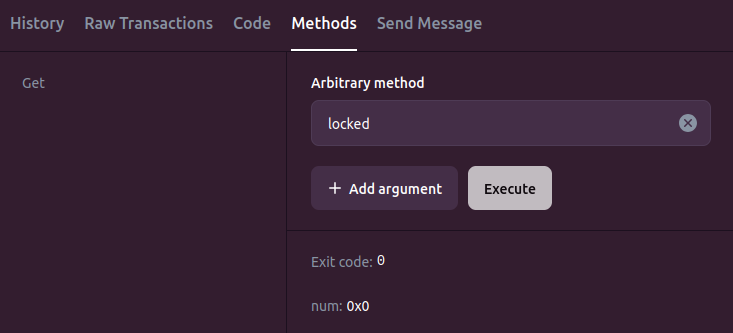 History Raw Transactions Code Methods Send Message
Get
Arbitrary method
locked
+ Add argument Execute
Exit code: 0
num: 0x0